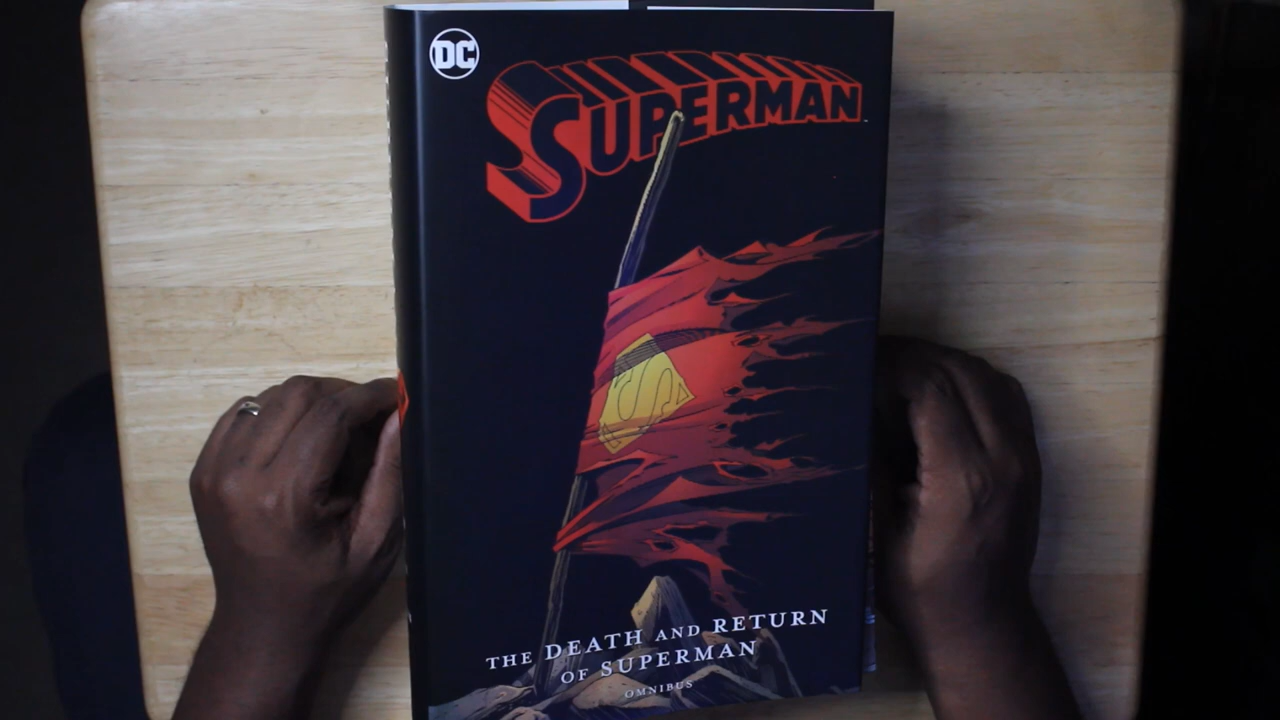 DC
SUPERMAN
THE DEATH AND RETURN
OF SUPERMAN
OMNIBUS